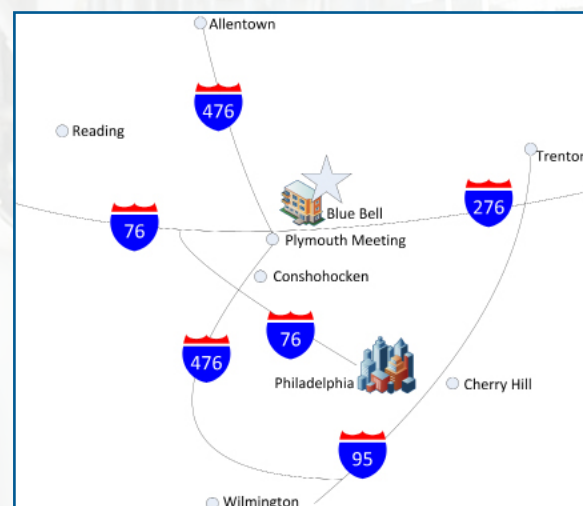 Allentown
476
Reading
Trenton
Blue Bell
276
76
Plymouth Meeting
Conshohocken
76
476
Philadelphia
Cherry Hill
95
Wilmington